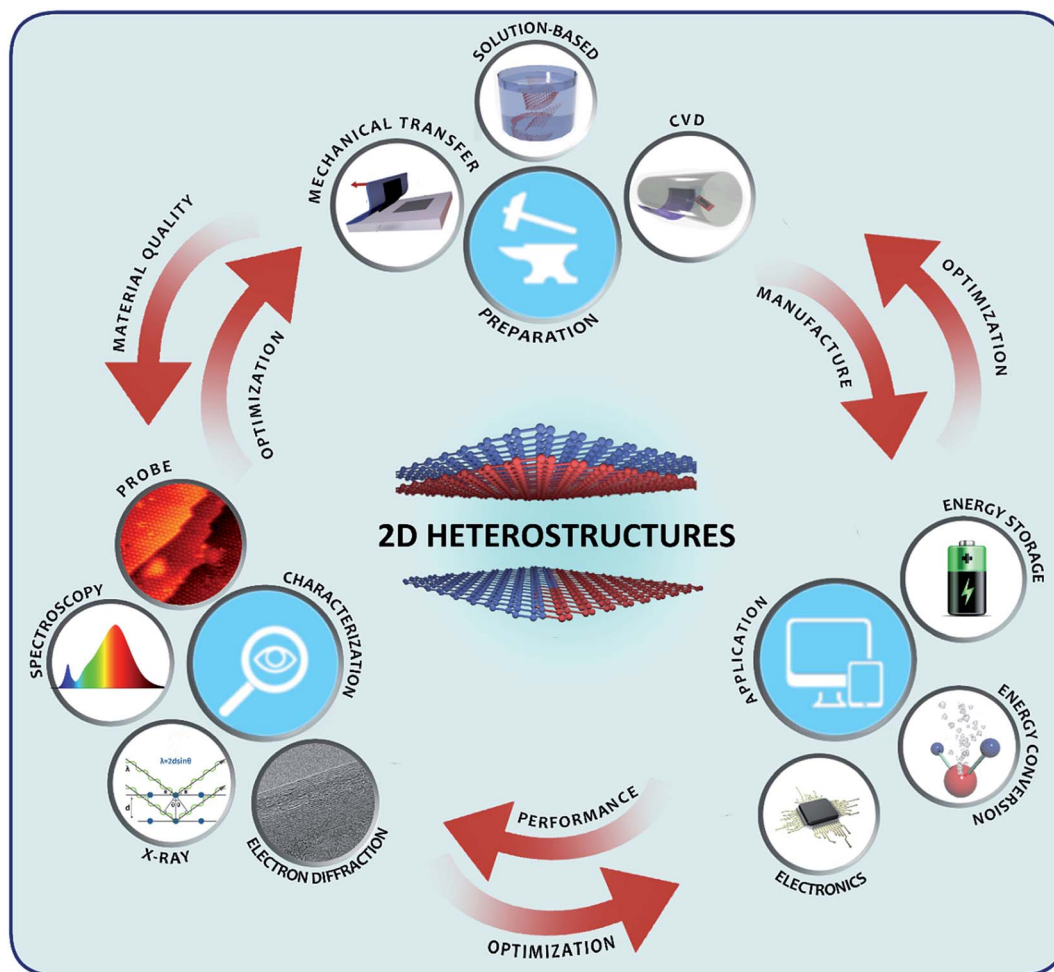 SOLUTION-BASED
MECHANICAL TRANSFER
CVD
PREPARATION
MATERIAL QUALITY
OPTIMIZATION
MANUFACTURE
OPTIMIZATION
2D HETEROSTRUCTURES
PROBE
SPECTROSCOPY
CHARACTERIZATION
λ=2dsinθ
λ
d
X-RAY
ELECTRON DIFFRACTION
APPLICATION
ENERGY STORAGE
ENERGY CONVERSION
ELECTRONICS
PERFORMANCE
OPTIMIZATION